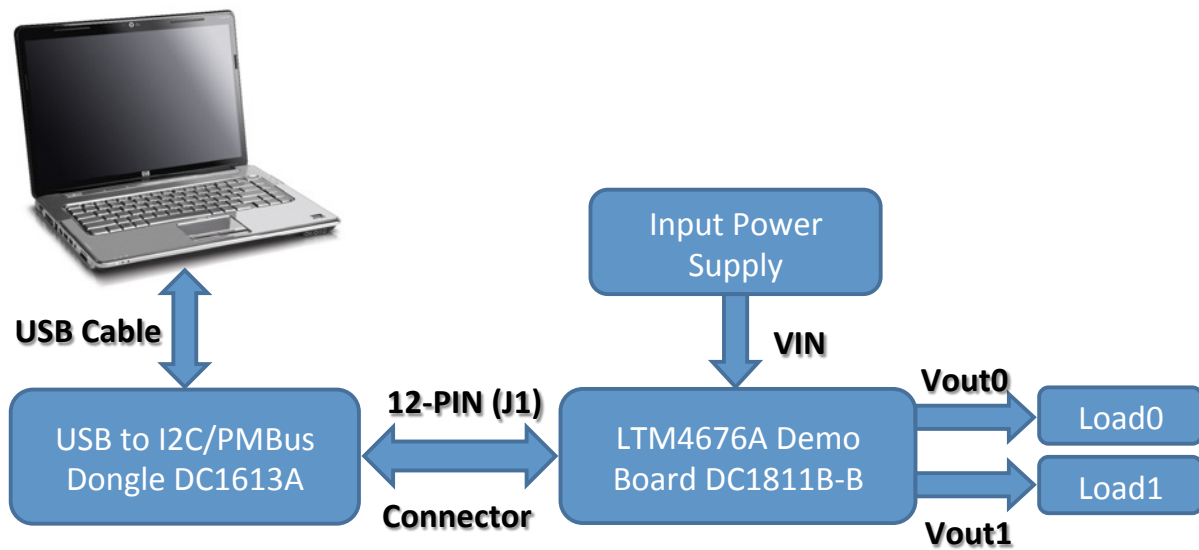 Input Power
Supply
USB Cable
VIN
12-PIN (J1)
Vout0
USB to I2C/PMBus
Dongle DC1613A
LTM4676A Demo
Board DC1811B-B
Load0
Load1
Connector
Vout1